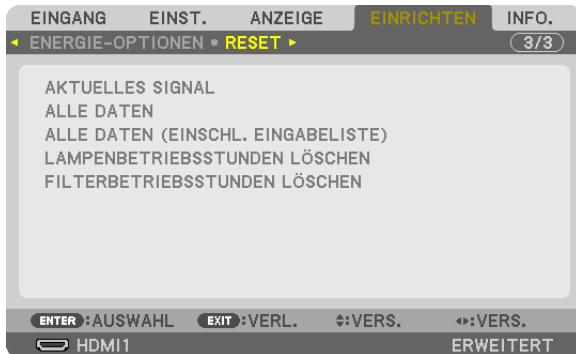 EINGANG EINST. ANZEIGE EINRICHTEN INFO.
ENERGIE-OPTIONEN • RESET 3/3
AKTUELLES SIGNAL
ALLE DATEN
ALLE DATEN (EINSCHL. EINGABELISTE)
LAMPENBETRIEBSSTUNDEN LÖSCHEN
FILTERBETRIEBSSTUNDEN LÖSCHEN
ENTER :AUSWAHL EXIT :VERL. :VERS. :VERS.
HDMI1 ERWEITERT